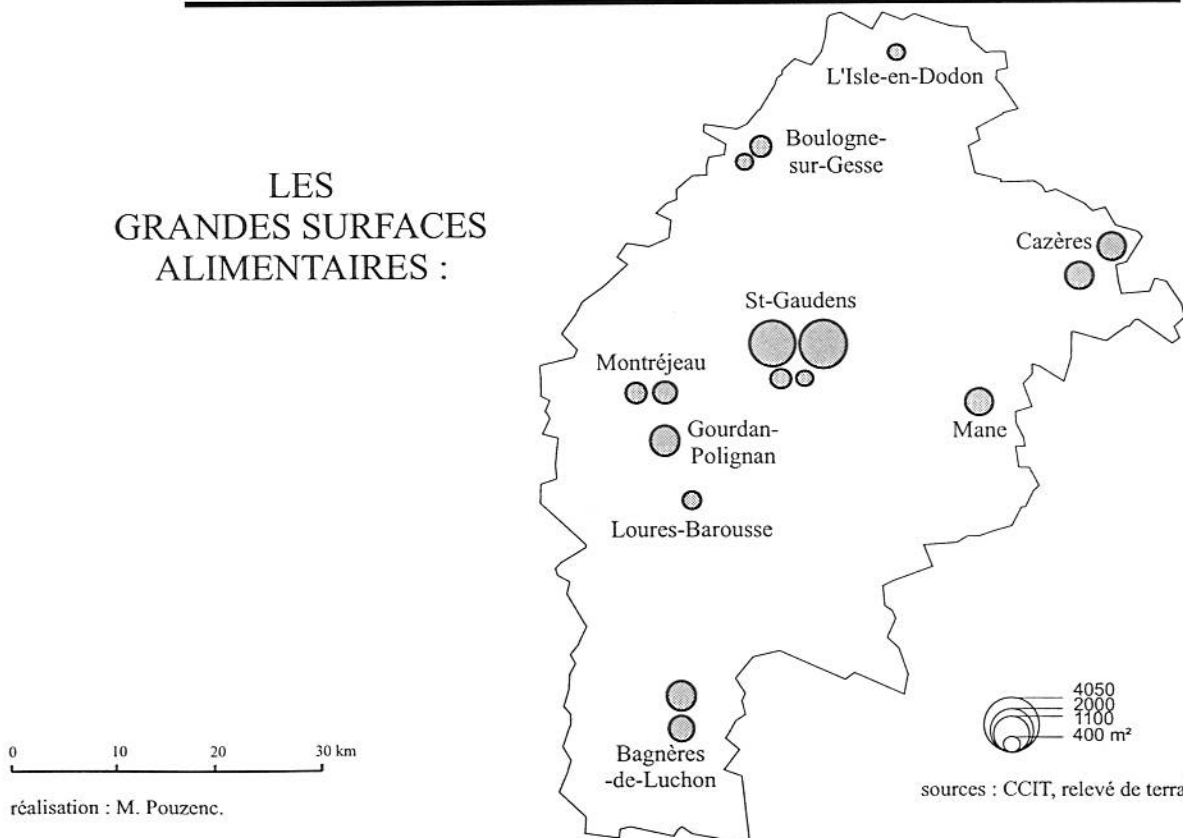 LES
GRANDES SURFACES
ALIMENTAIRES :
L'Isle-en-Dodon
Boulogne-
sur-Gesse
Cazères
St-Gaudens
Montréjeau
Gourdan-
Polignan
Mane
Loures-Barousse
Bagnères
-de-Luchon
4050
2000
1100
400 m²
0 10 20 30 km
réalisation : M. Pouzenc.
sources : CCIT, relevé de terra